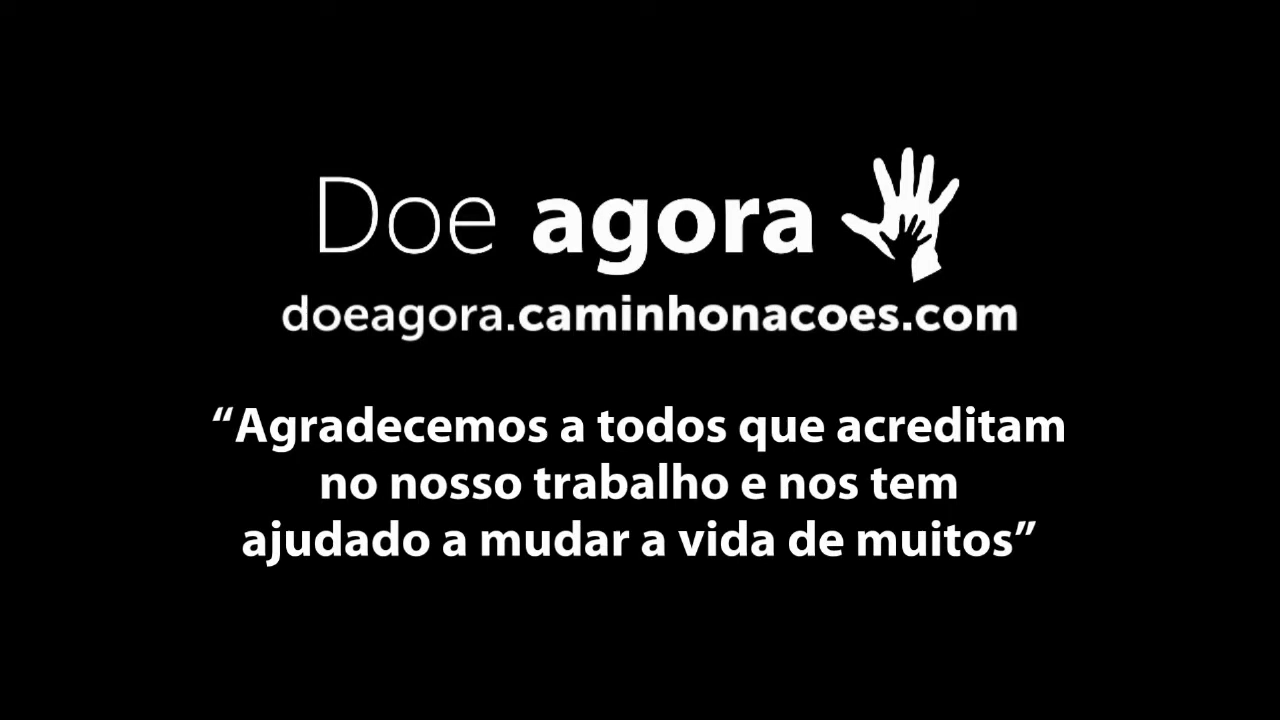 Doe agora
doeagora.caminhonacoes.com
“Agradecemos a todos que acreditam
no nosso trabalho e nos tem
ajudado a mudar a vida de muitos”